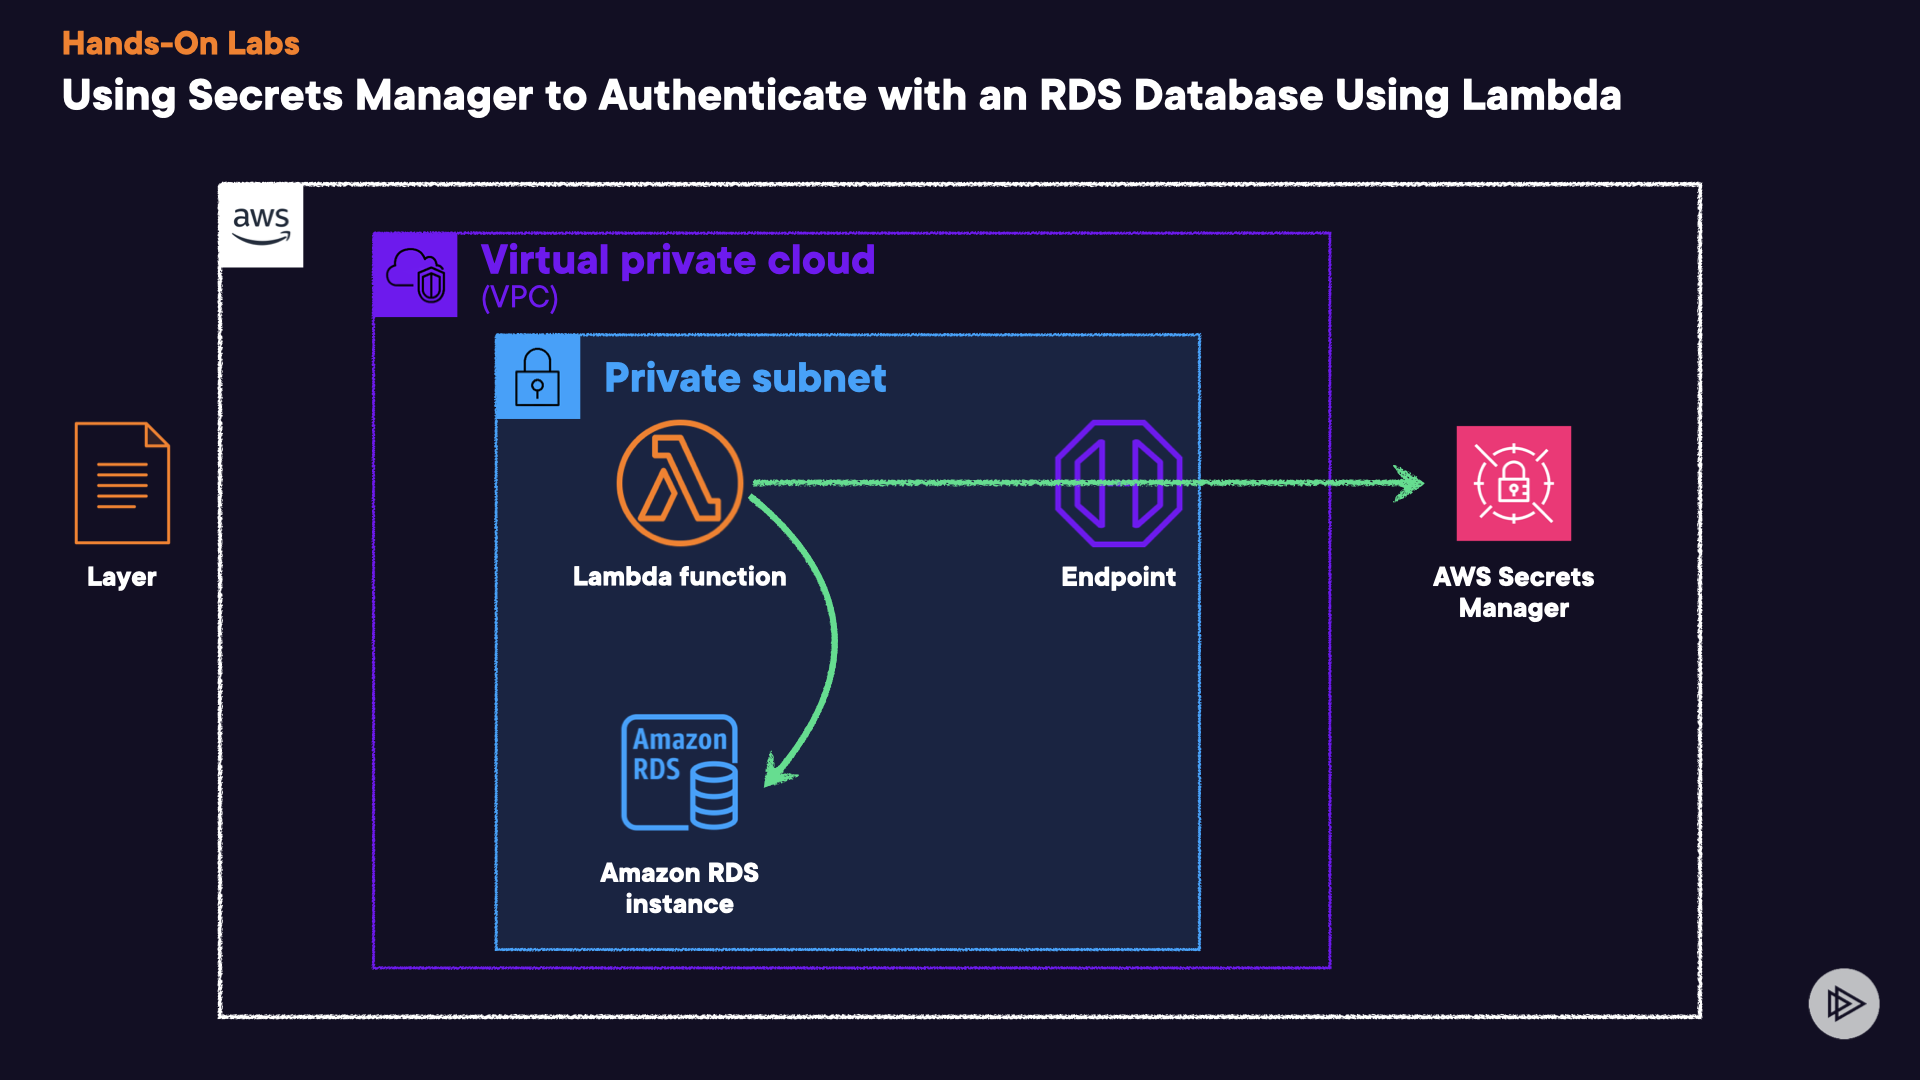 Hands-On Labs
Using Secrets Manager to Authenticate with an RDS Database Using Lambda
aws
Virtual private cloud
(VPC)
Private subnet
Layer
Lambda function
Endpoint
AWS Secrets
Manager
Amazon
RDS
Amazon RDS
instance